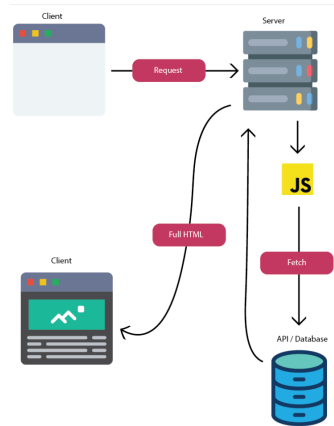 Client
Server
Request
JS
Full HTML
Client
Fetch
API / Database